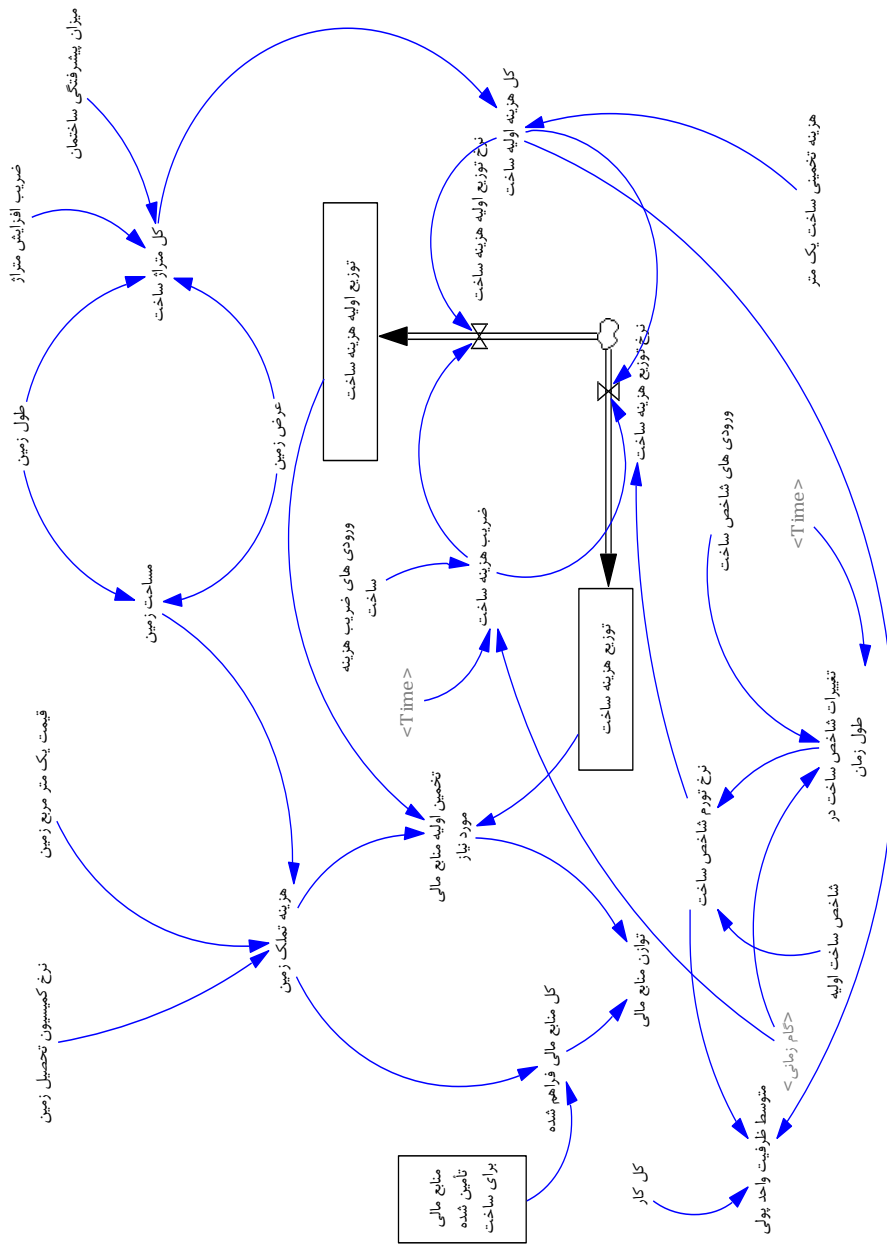 میزان پیشرفتگی ساختمان
ضریب افزایش متراژ
کل متراژ ساخت
طول زمین
عرض زمین
مساحت زمین
قیمت یک متر مربع زمین
نرخ کمیسیون تحصیل زمین
هزینه تملک زمین
کل هزینه اولیه ساخت
نرخ توزیع اولیه هزینه ساخت
توزیع اولیه هزینه ساخت
هزینه تخمینی ساخت یک متر
نرخ توزیع هزینه ساخت
ضریب هزینه ساخت
ورودی های ضریب هزینه
ساخت
<Time>
توزیع هزینه ساخت
تخمین اولیه منابع مالی
مورد نیاز
توازن منابع مالی
کل منابع مالی فراهم شده
منابع مالی
تأمین شده
برای ساخت
ورودی های شاخص ساخت
<Time>
تغییرات شاخص ساخت در
طول زمان
نرخ تورم شاخص ساخت
شاخص ساخت اولیه
<گام زمانی>
متوسط ظرفیت واحد پولی
کل کار